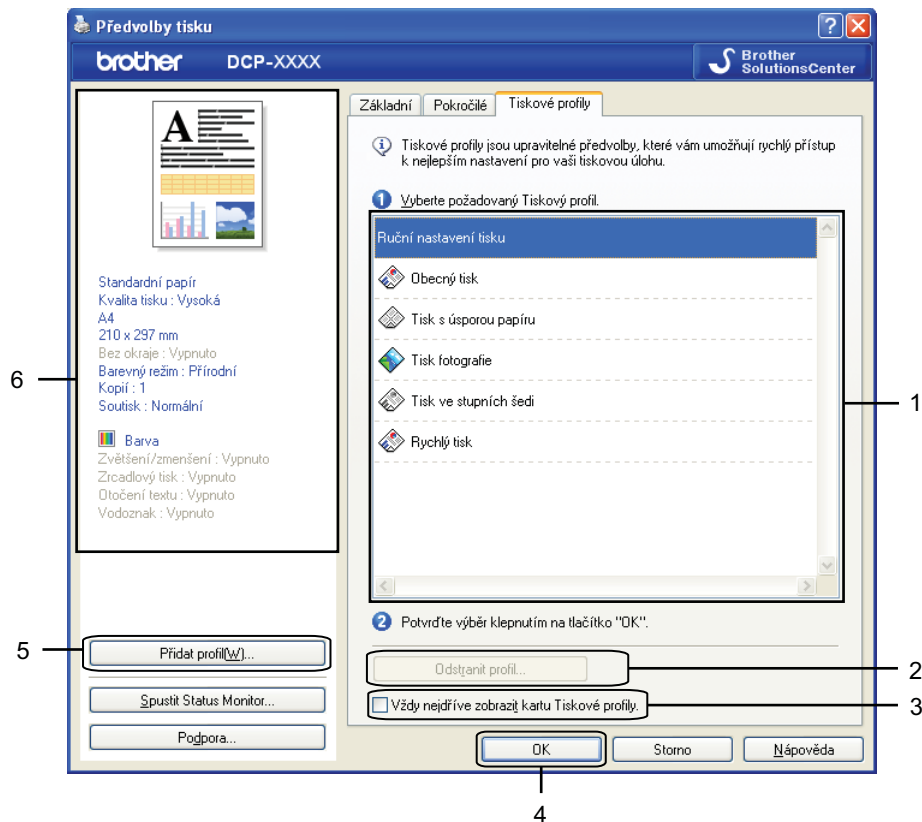 Předvolby tisku
brother DCP-XXXX
Brother
SolutionsCenter
A
Standardní papír
Kvalita tisku : Vysoká
A4
210 x 297 mm
Bez okraje : Vypnuto
Barevný režim : Přírodní
Kopií : 1
Soutisk : Normální
Barva
Zvětšení/zmenšení : Vypnuto
Zrcadlový tisk : Vypnuto
Otočení textu : Vypnuto
Vodoznak : Vypnuto
6
Přidat profil(W)...
5
Spustit Status Monitor...
Podpora...
Základní Pokročilé Tiskové profily
Tiskové profily jsou upravitelné předvolby, které vám umožňují rychlý přístup
k nejlepším nastavení pro vaši tiskovou úlohu.
1 Vyberte požadovaný Tiskový profil.
Ruční nastavení tisku
Obecný tisk
Tisk s úsporou papíru
Tisk fotografie
Tisk ve stupních šedi
Rychlý tisk
1
2 Potvrďte výběr klepnutím na tlačítko "OK".
Odstranit profil...
2
Vždy nejdříve zobrazit kartu Tiskové profily.
3
OK Storno Nápověda
4